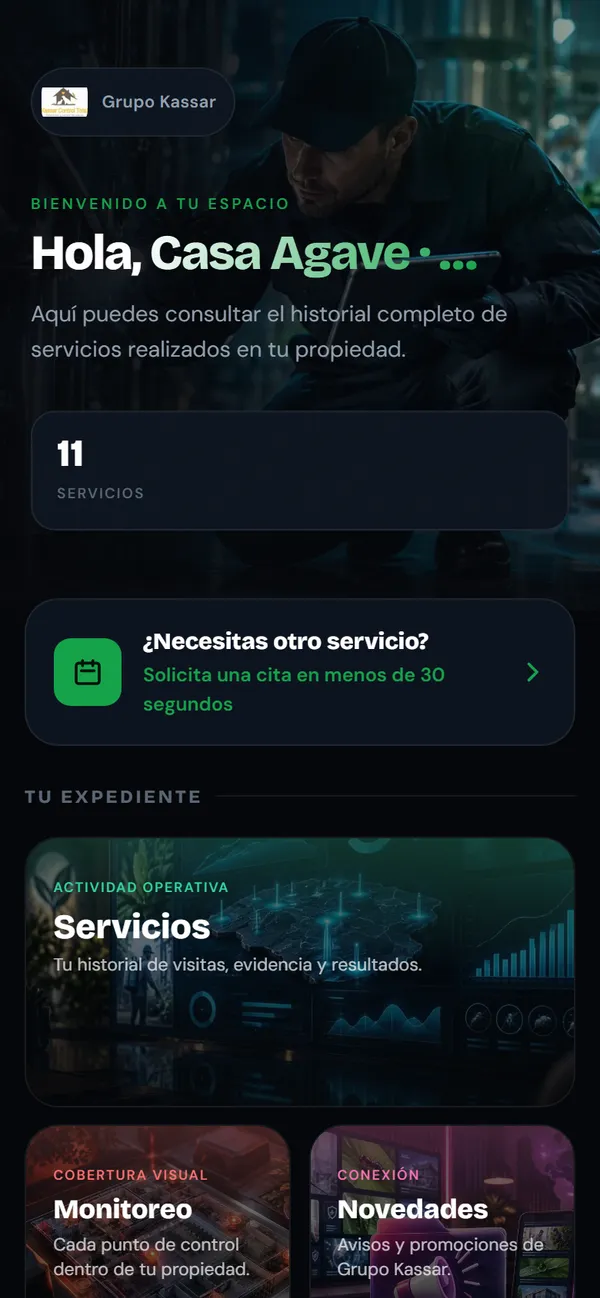 Grupo Kassar
BIENVENIDO A TU ESPACIO
Hola, Casa Agave · ...
Aquí puedes consultar el historial completo de
servicios realizados en tu propiedad.
11
SERVICIOS
¿Necesitas otro servicio?
Solicita una cita en menos de 30
segundos
TU EXPEDIENTE
ACTIVIDAD OPERATIVA
Servicios
Tu historial de visitas, evidencia y resultados.
COBERTURA VISUAL
Monitoreo
Cada punto de control
dentro de tu propiedad.
CONEXIÓN
Novedades
Avisos y promociones de
Grupo Kassar.